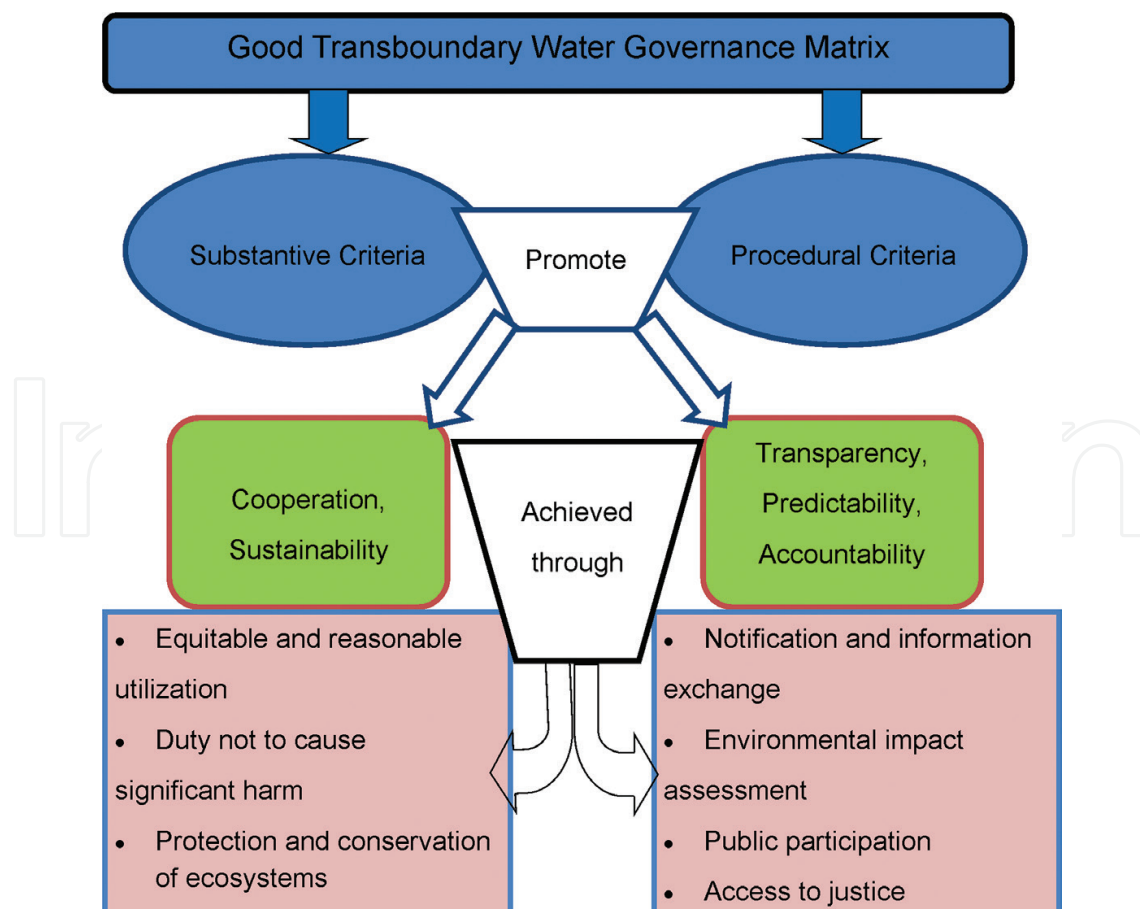 Good Transboundary Water Governance Matrix
Substantive Criteria
Promote
Procedural Criteria
Cooperation,
Sustainability
Achieved
through
Transparency,
Predictability,
Accountability
• Equitable and reasonable
utilization
• Duty not to cause
significant harm
• Protection and conservation
of ecosystems
• Notification and information
exchange
• Environmental impact
assessment
• Public participation
• Access to justice